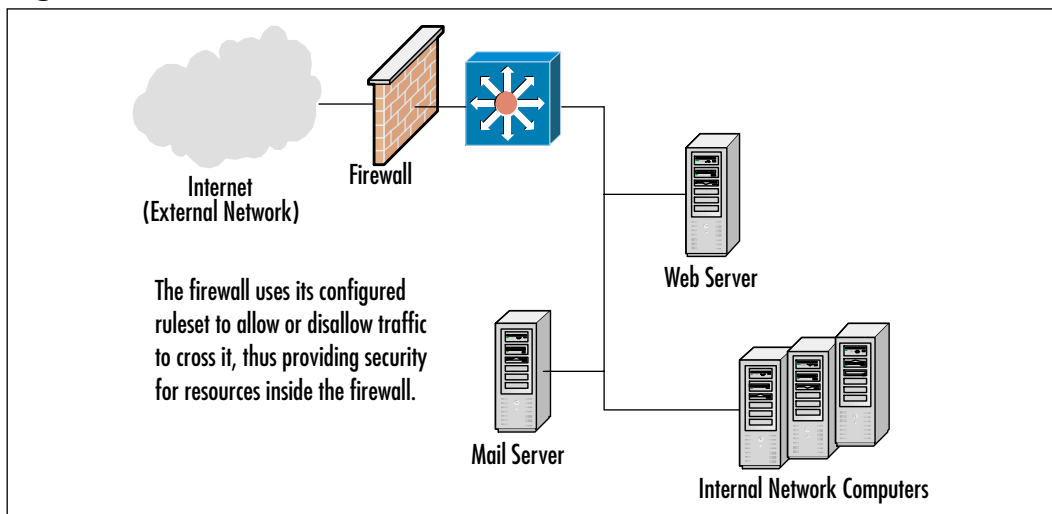 Internet
(External Network)
Firewall
Web Server
The firewall uses its configured
ruleset to allow or disallow traffic
to cross it, thus providing security
for resources inside the firewall.
Mail Server
Internal Network Computers